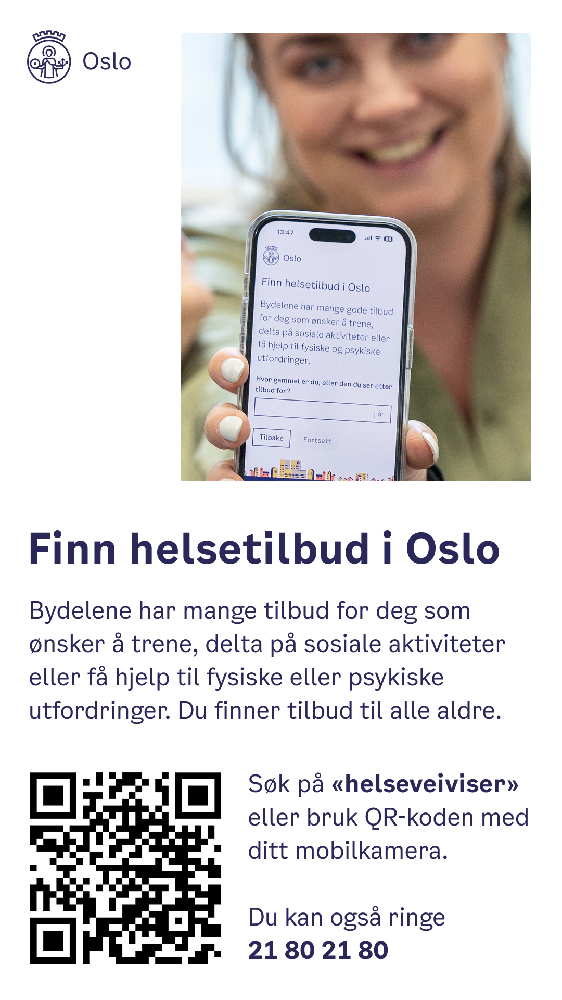 Oslo
13:47
86
Oslo
Finn helsetilbud i Oslo
Bydelene har mange gode tilbud
for deg som ønsker å trene,
delta på sosiale aktiviteter eller
få hjelp til fysiske og psykiske
utfordringer.
Hvor gammel er du, eller den du ser etter
tilbud for?
år
Tilbake Fortsett
Finn helsetilbud i Oslo
Bydelene har mange tilbud for deg som
ønsker å trene, delta på sosiale aktiviteter
eller få hjelp til fysiske eller psykiske
utfordringer. Du finner tilbud til alle aldre.
Søk på «helseveiviser»
eller bruk QR-koden med
ditt mobilkamera.
Du kan også ringe
21 80 21 80